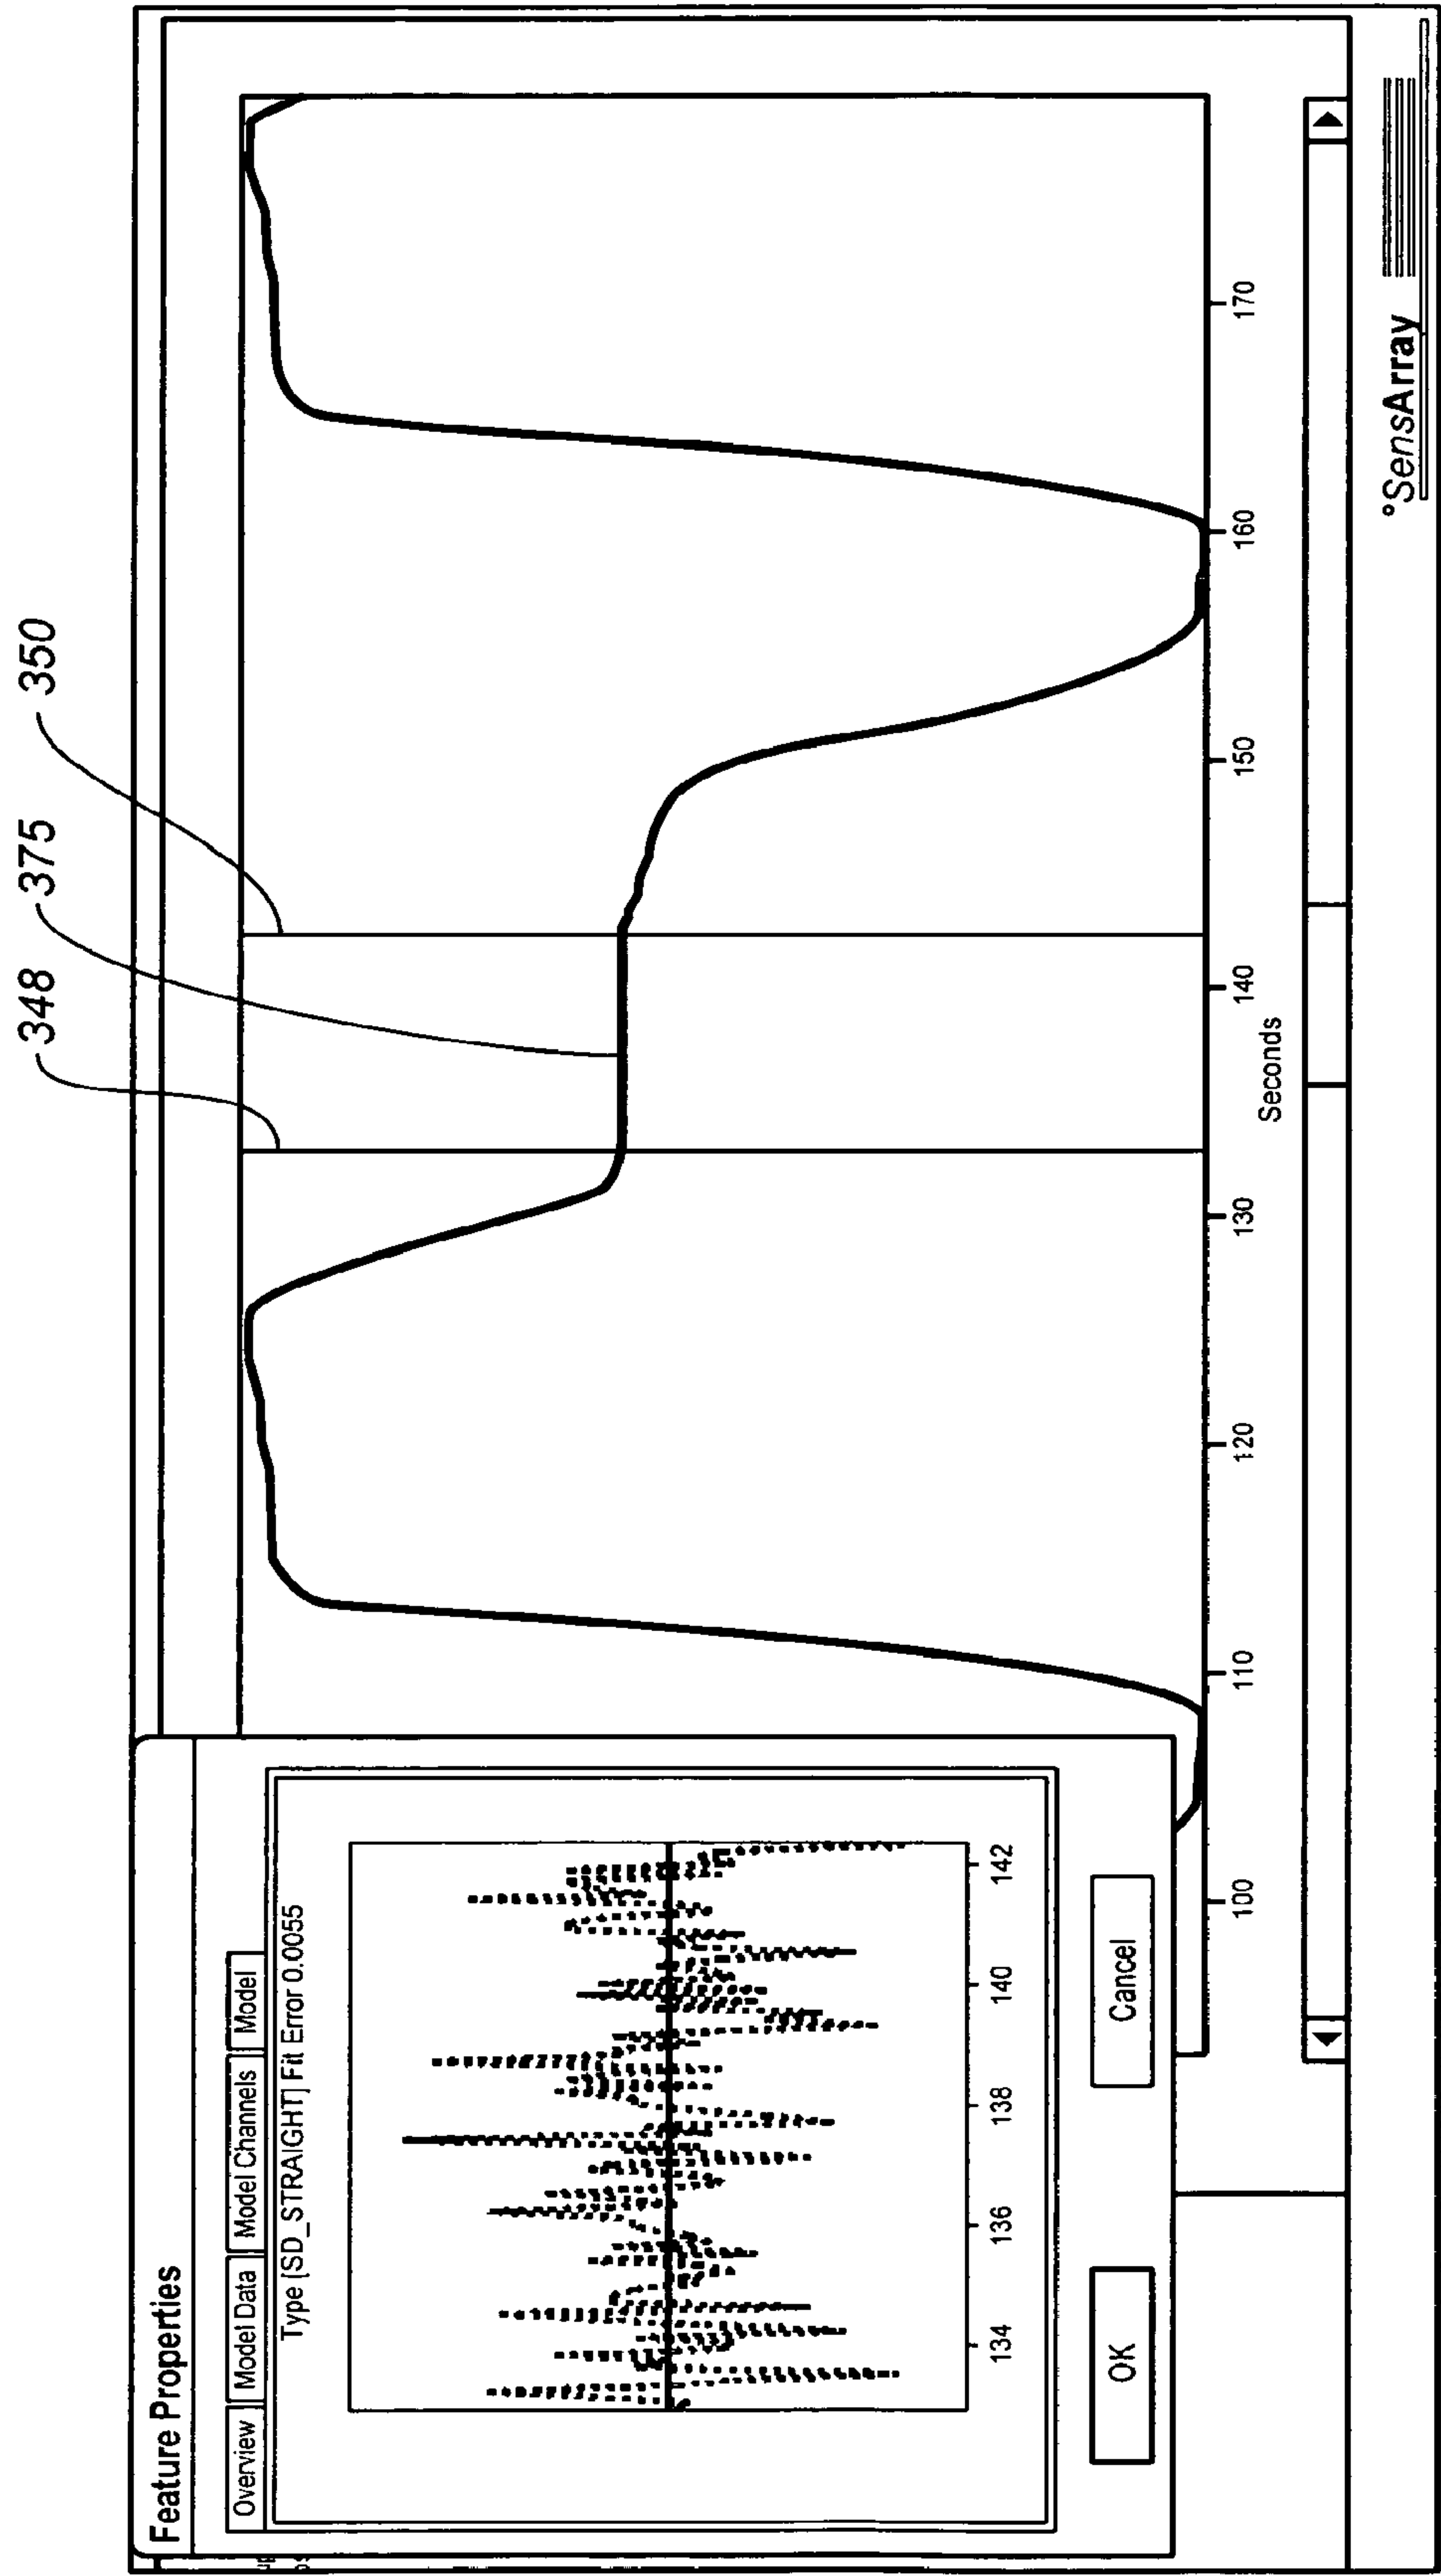 348
375
350
Feature Properties
Overview Model Data Model Channels Model
Type [SD_STRAIGHT] Fit Error 0.0055
134 136 138 140 142
OK Cancel
100 110 120 130 140 150 160 170
Seconds
°SensArray